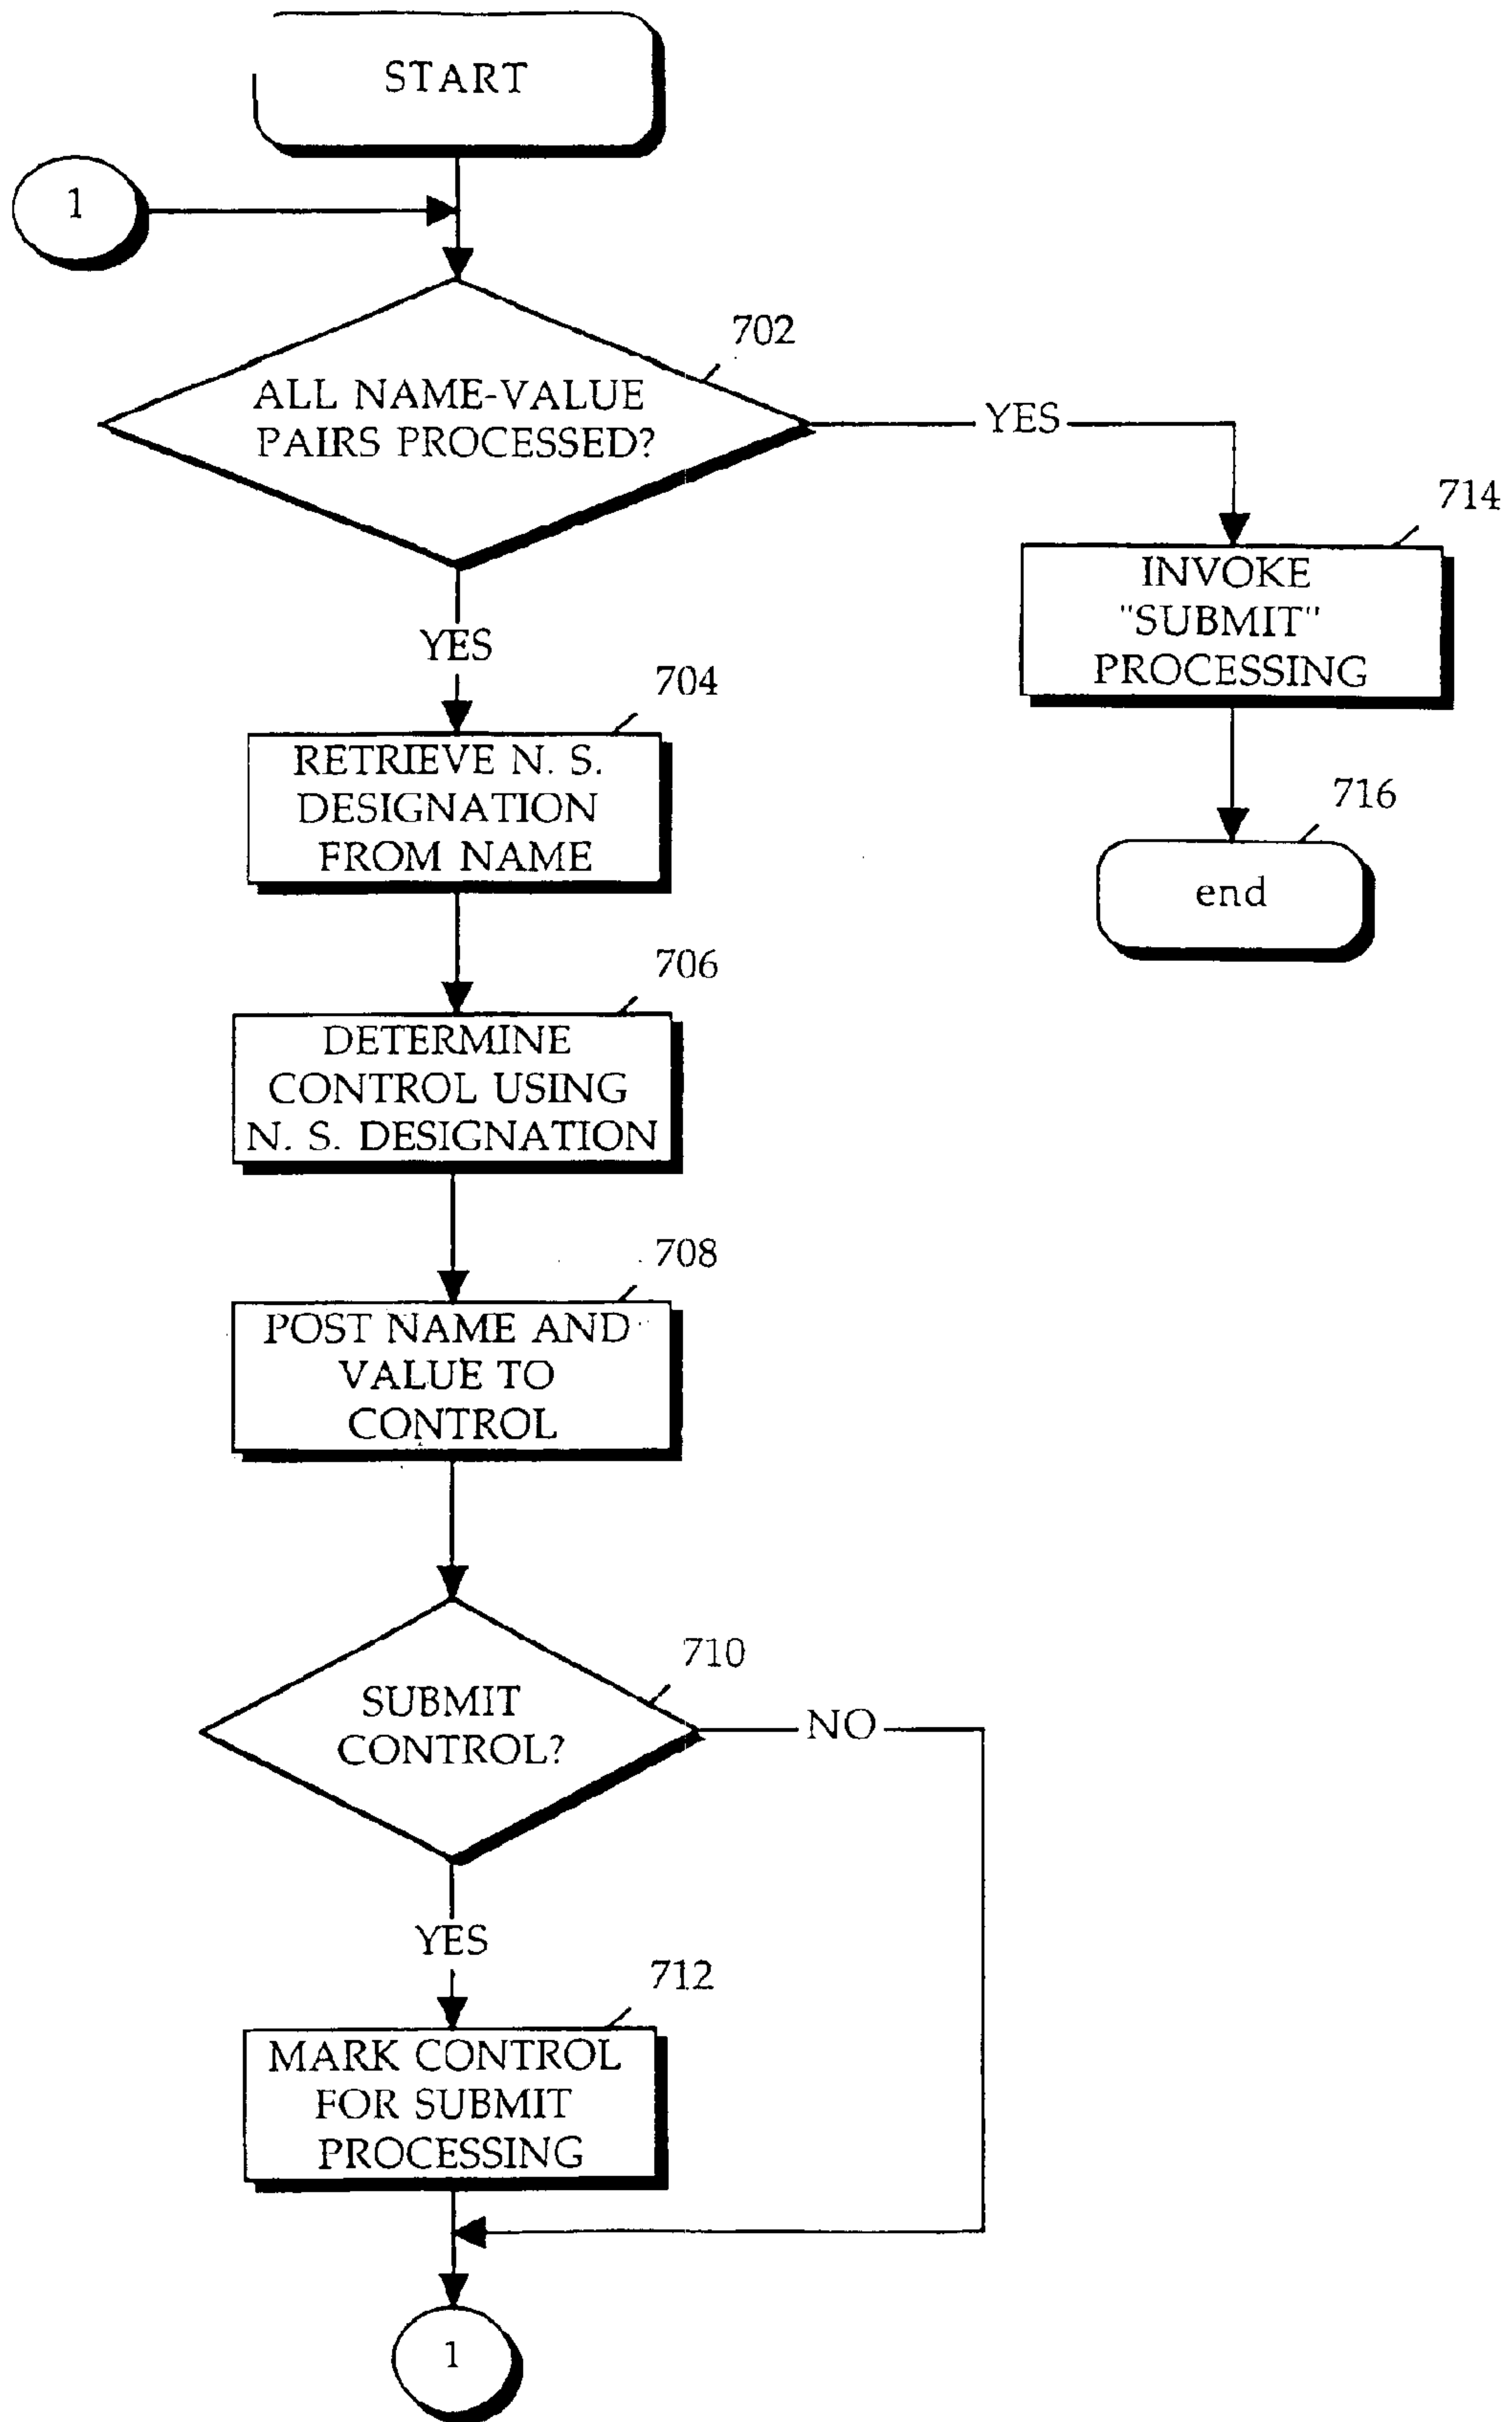 START
1
702
ALL NAME-VALUE
PAIRS PROCESSED?
YES
714
INVOKE
"SUBMIT"
PROCESSING
716
end
YES
704
RETRIEVE N. S.
DESIGNATION
FROM NAME
706
DETERMINE
CONTROL USING
N. S. DESIGNATION
708
POST NAME AND
VALUE TO
CONTROL
710
SUBMIT
CONTROL?
NO
YES
712
MARK CONTROL
FOR SUBMIT
PROCESSING
1